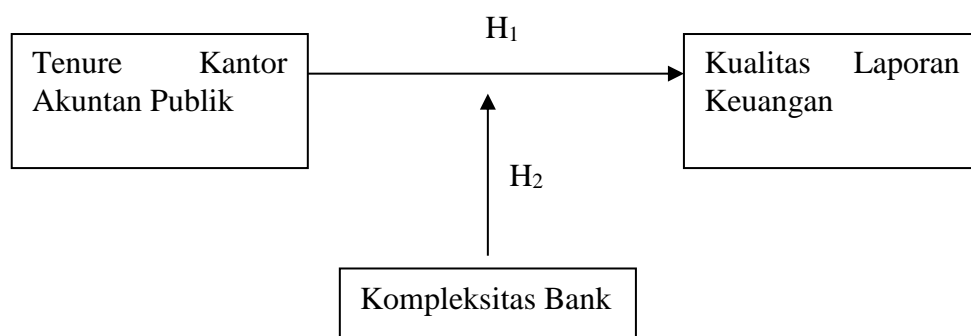 H₁
Tenure Kantor
Akuntan Publik
Kualitas Laporan
Keuangan
H₂
Kompleksitas Bank